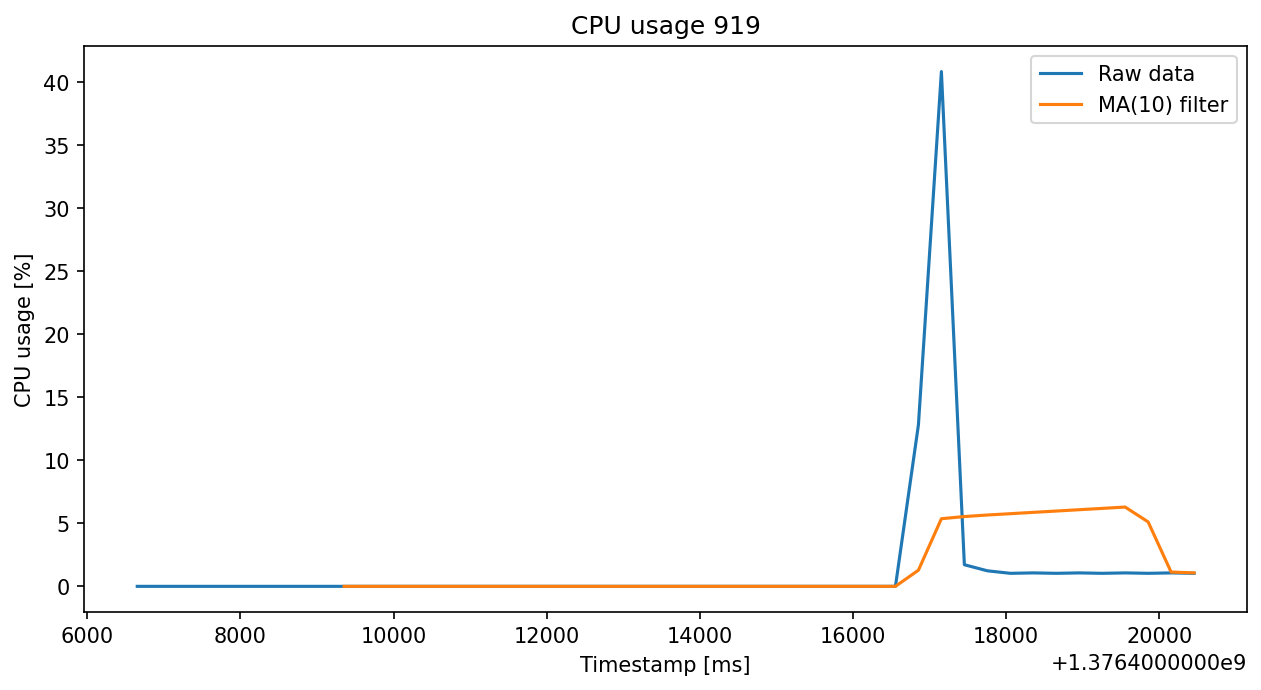 CPU usage 919
Raw data
MA(10) filter
CPU usage [%]
40
35
30
25
20
15
10
5
0
6000 8000 10000 12000 14000 16000 18000 20000
Timestamp [ms]
+1.3764000000e9